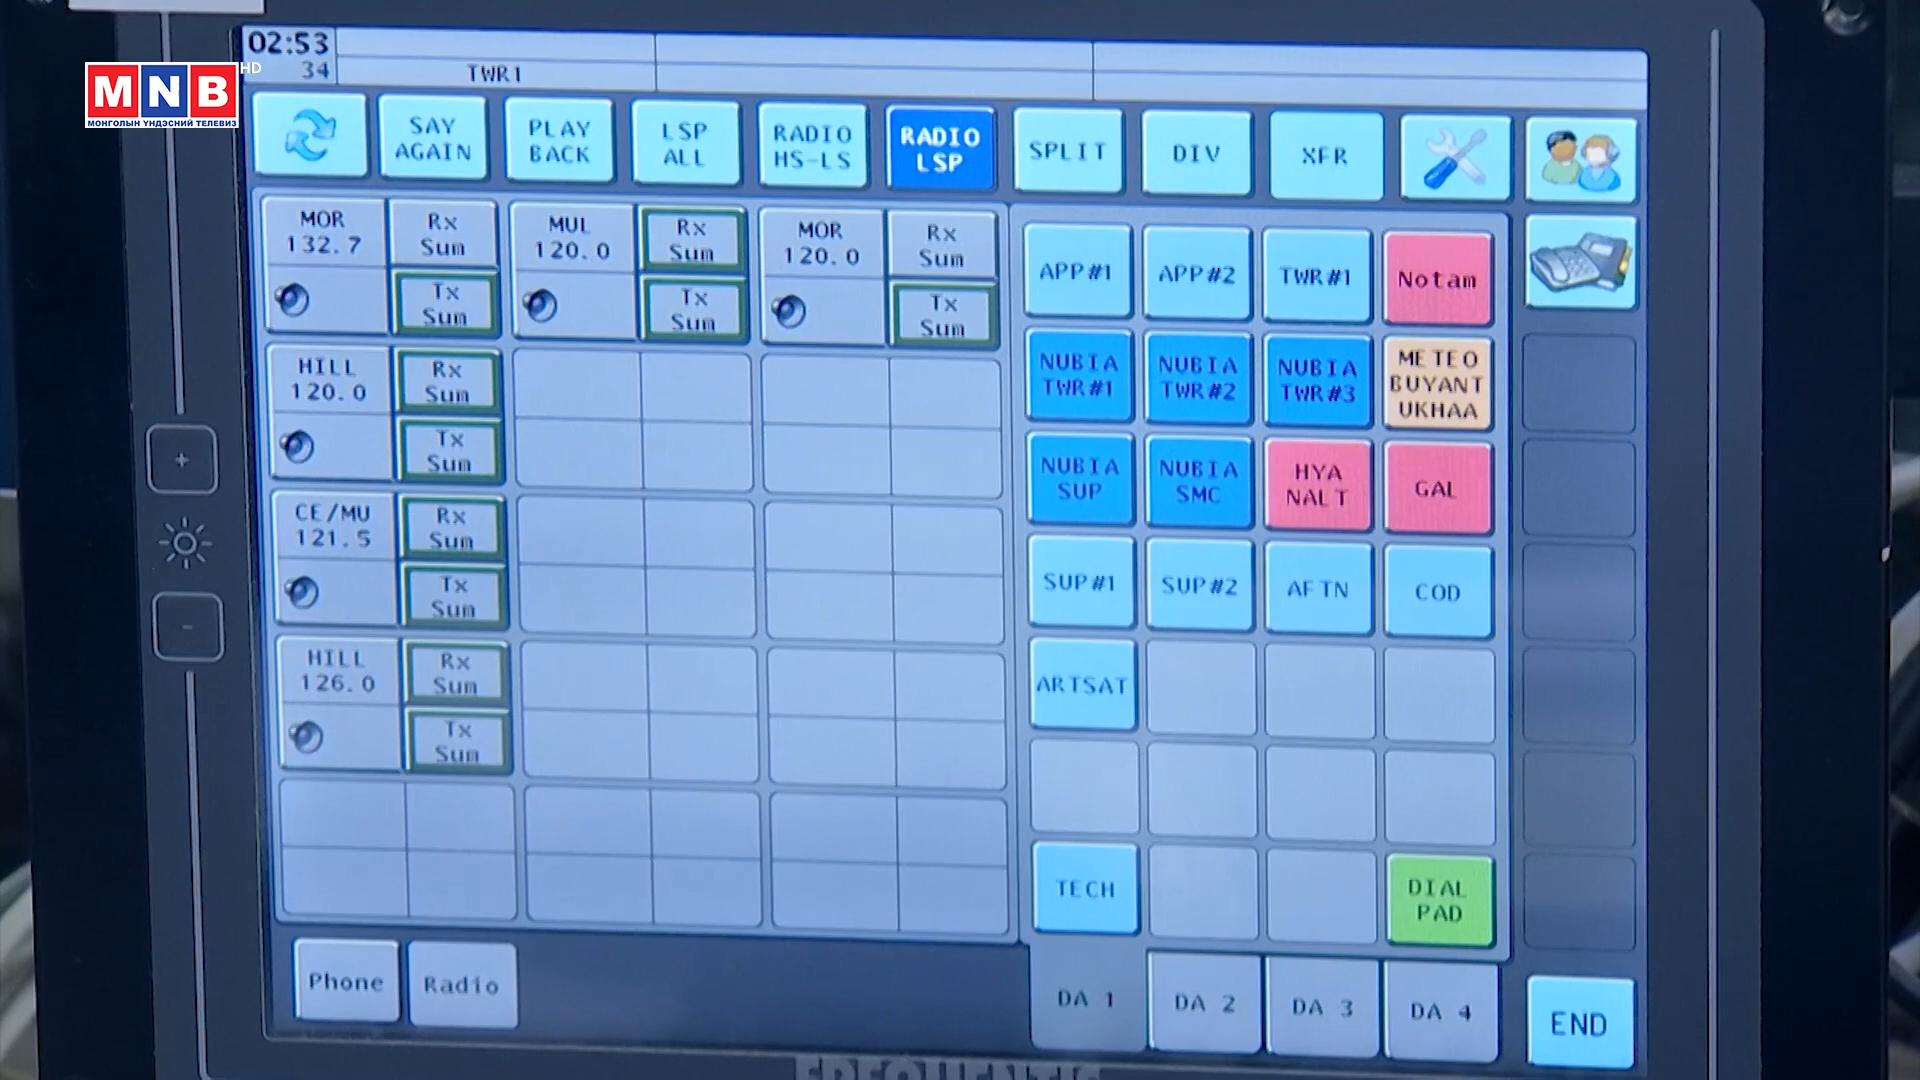 02:53
34
TWR1
MNB
HD
МОНГОЛЫН ҮНДЭСНИЙ ТЕЛЕВИЗ
SAY
AGAIN
PLAY
BACK
LSP
ALL
RADIO
HS-LS
RADIO
LSP
SPLIT
DIV
XFR
MOR
132.7
Rx
Sum
Tx
Sum
MUL
120.0
Rx
Sum
Tx
Sum
MOR
120.0
Rx
Sum
Tx
Sum
HILL
120.0
Rx
Sum
Tx
Sum
CE/MU
121.5
Rx
Sum
Tx
Sum
HILL
126.0
Rx
Sum
Tx
Sum
APP#1
APP#2
TWR#1
Notam
NUBIA
TWR#1
NUBIA
TWR#2
NUBIA
TWR#3
METEO
BUYANT
UKHAA
NUBIA
SUP
NUBIA
SMC
HYA
NALT
GAL
SUP#1
SUP#2
AFTN
COD
ARTSAT
TECH
DIAL
PAD
Phone
Radio
DA 1
DA 2
DA 3
DA 4
END
+
-
FREQUENTIS